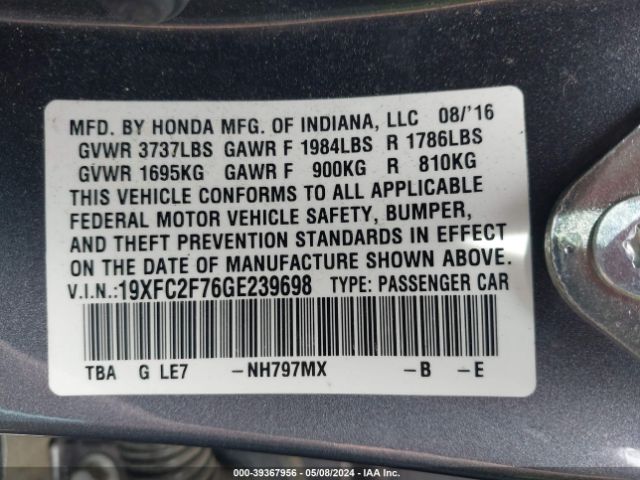 MFD. BY HONDA MFG. OF INDIANA, LLC 08/'16
GVWR 3737LBS GAWR F 1984LBS R 1786LBS
GVWR 1695KG GAWR F 900KG R 810KG
THIS VEHICLE CONFORMS TO ALL APPLICABLE
FEDERAL MOTOR VEHICLE SAFETY, BUMPER,
AND THEFT PREVENTION STANDARDS IN EFFECT
ON THE DATE OF MANUFACTURE SHOWN ABOVE.
V.I.N.:19XFC2F76GE239698 TYPE: PASSENGER CAR
TBA G LE7 -NH797MX -B -E
000-39367956 - 05/08/2024 - IAA Inc.